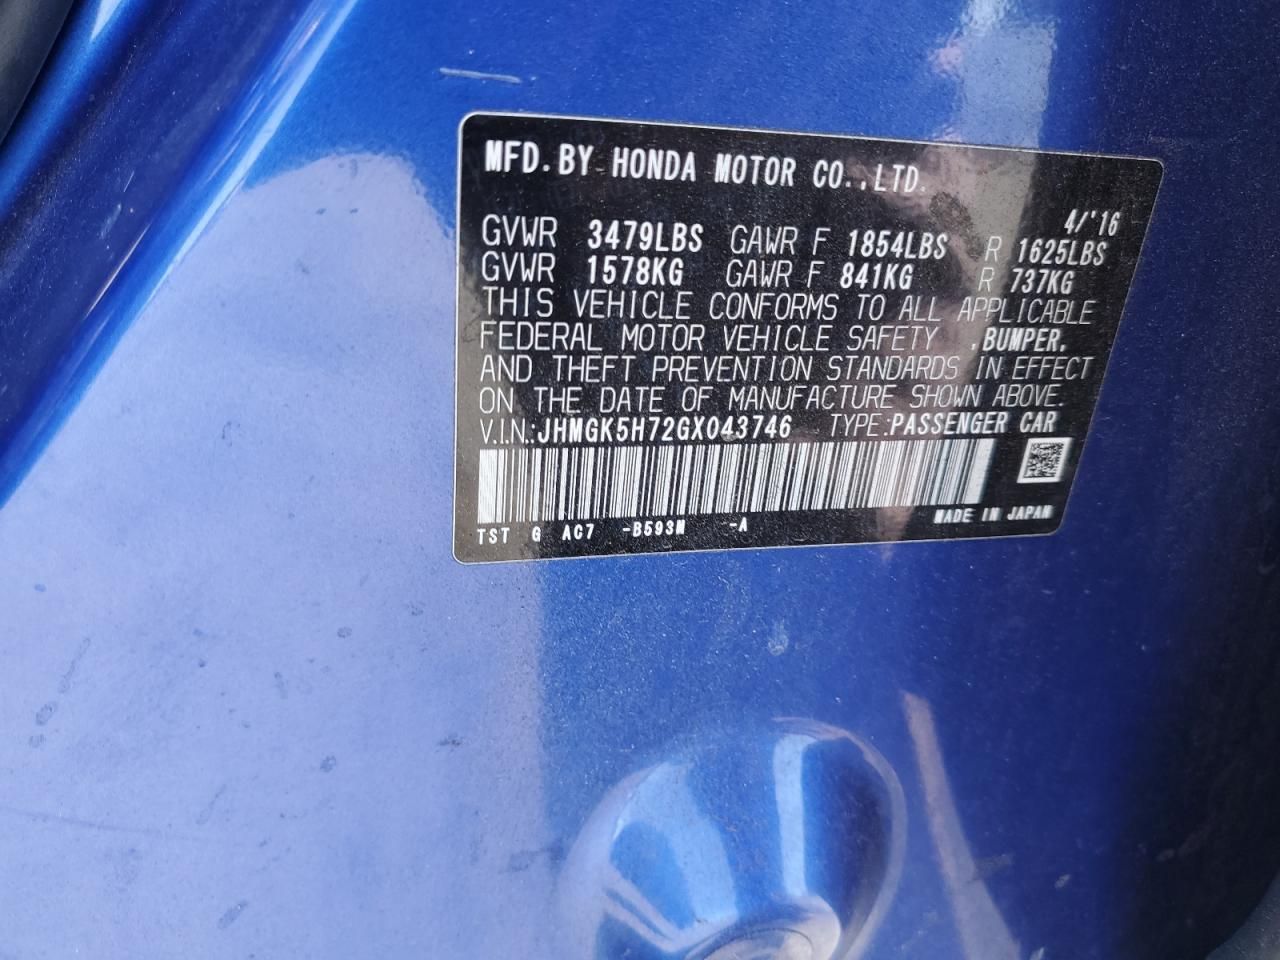 MFD. BY HONDA MOTOR CO., LTD.
4/'16
GVWR 3479LBS GAWR F 1854LBS R 1625LBS
GVWR 1578KG GAWR F 841KG R 737KG
THIS VEHICLE CONFORMS TO ALL APPLICABLE
FEDERAL MOTOR VEHICLE SAFETY , BUMPER,
AND THEFT PREVENTION STANDARDS IN EFFECT
ON THE DATE OF MANUFACTURE SHOWN ABOVE.
V.I.N.: JHMGK5H72GX043746 TYPE: PASSENGER CAR
TST G AC7 -B593M -A MADE IN JAPAN